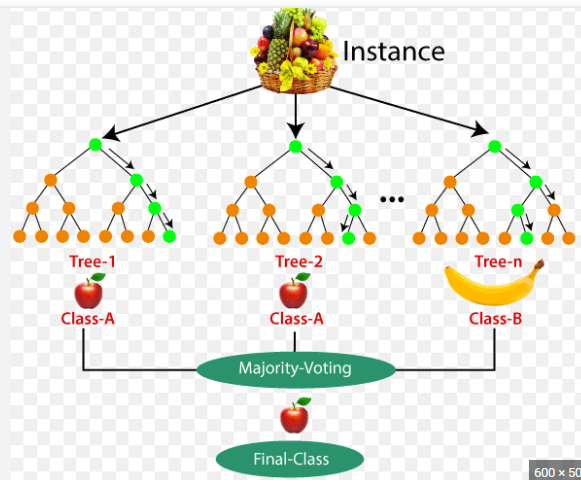 Instance
...
Tree-1
Tree-2
Tree-n
Class-A
Class-A
Class-B
Majority-Voting
Final-Class
600 × 50